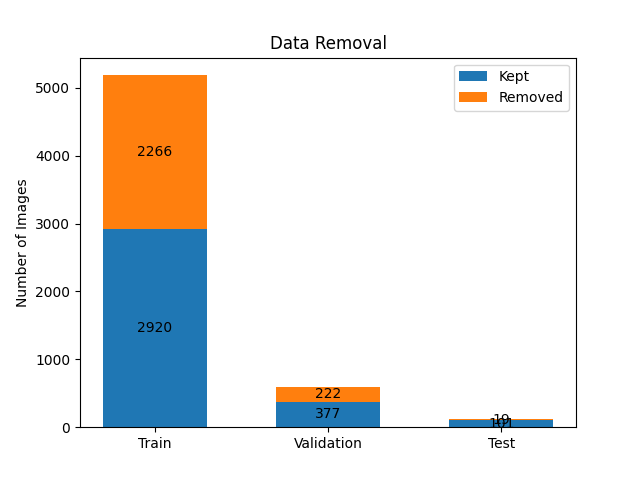 Data Removal
Kept
Removed
Number of Images
5000
4000
3000
2000
1000
0
2266
2920
222
377
19
101
Train
Validation
Test